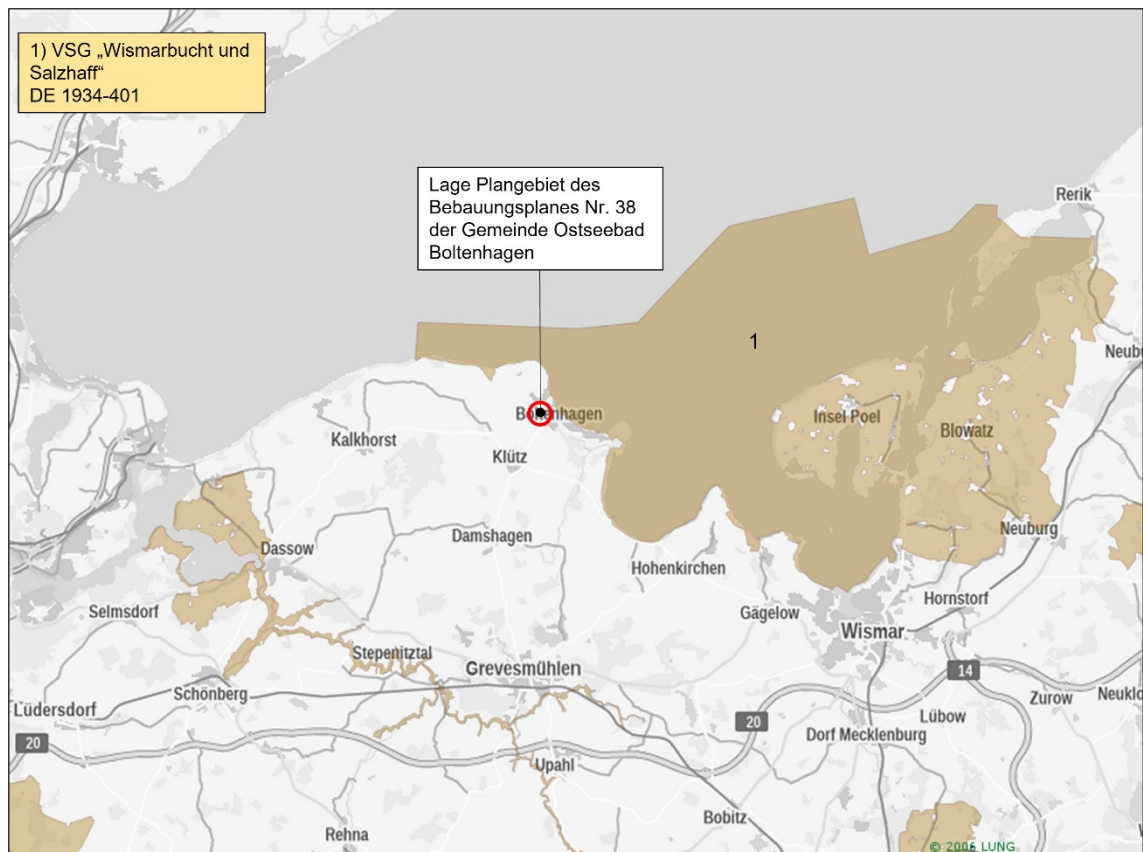 1) VSG „Wismarbucht und
Salzhaff“
DE 1934-401
Lage Plangebiet des
Bebauungsplanes Nr. 38
der Gemeinde Ostseebad
Boltenhagen
Rerik
1
Neubu
Boltenhagen
Insel Poel
Blowatz
Kalkhorst
Klütz
Neuburg
Damshagen
Dassow
Hohenkirchen
Hornstorf
Selmsdorf
Gägelow
Wismar
Stepenitztal
Grevesmühlen
14
Schönberg
Zurow
Neuklo
Lüdersdorf
Lübow
20
20
Dorf Mecklenburg
Upahl
Bobitz
Rehna
© 2006 LUNG